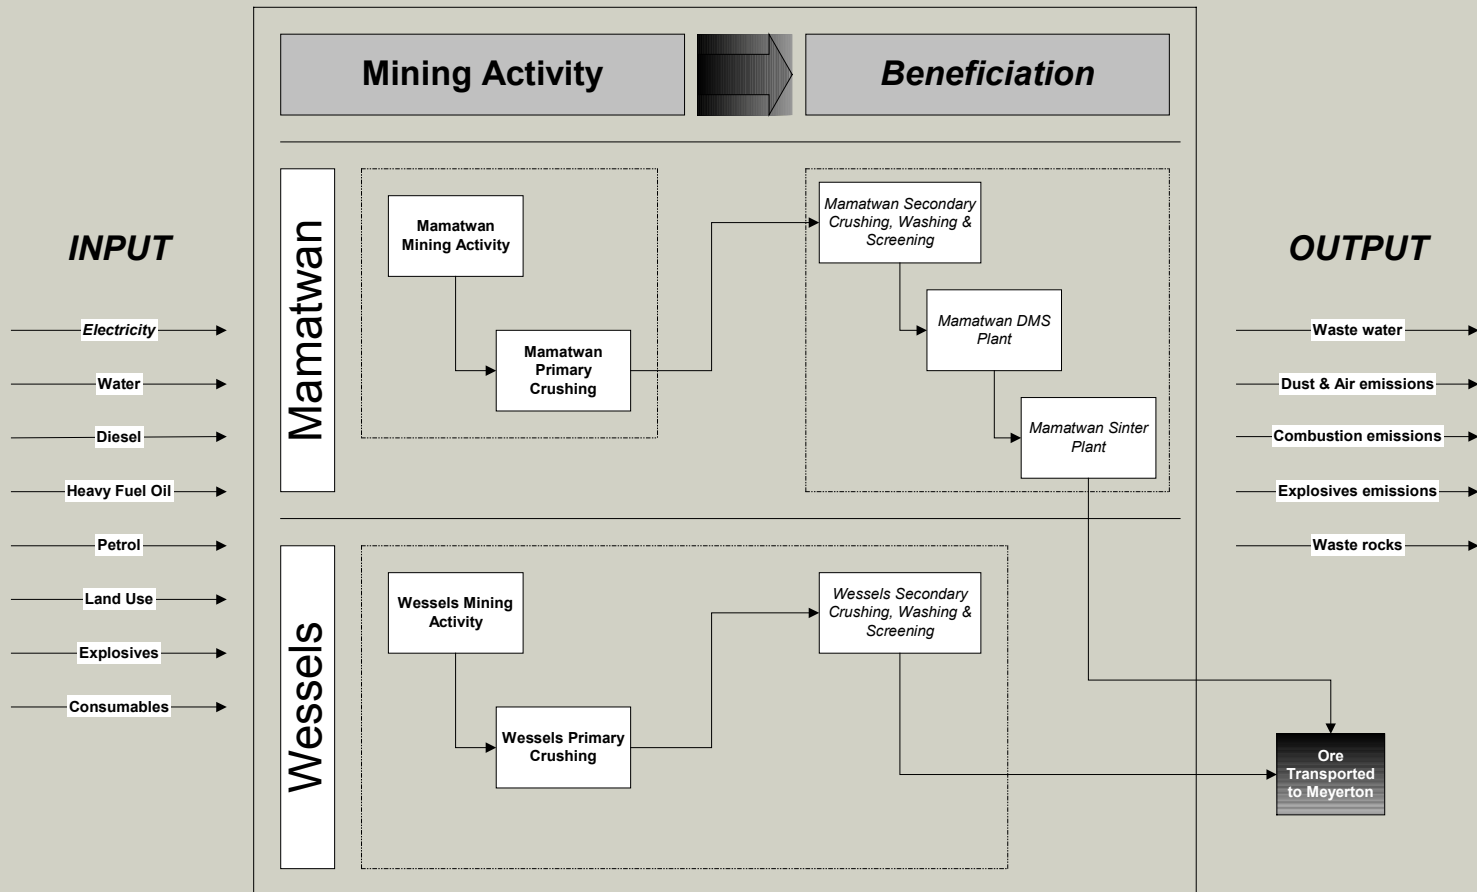 Mining Activity
Beneficiation
INPUT
Electricity
Water
Diesel
Heavy Fuel Oil
Petrol
Land Use
Explosives
Consumables
Mamatwan
Mamatwan
Mining Activity
Mamatwan
Primary
Crushing
Mamatwan Secondary
Crushing, Washing &
Screening
Mamatwan DMS
Plant
Mamatwan Sinter
Plant
Wessels
Wessels Mining
Activity
Wessels Primary
Crushing
Wessels Secondary
Crushing, Washing &
Screening
OUTPUT
Waste water
Dust & Air emissions
Combustion emissions
Explosives emissions
Waste rocks
Ore
Transported
to Meyerton